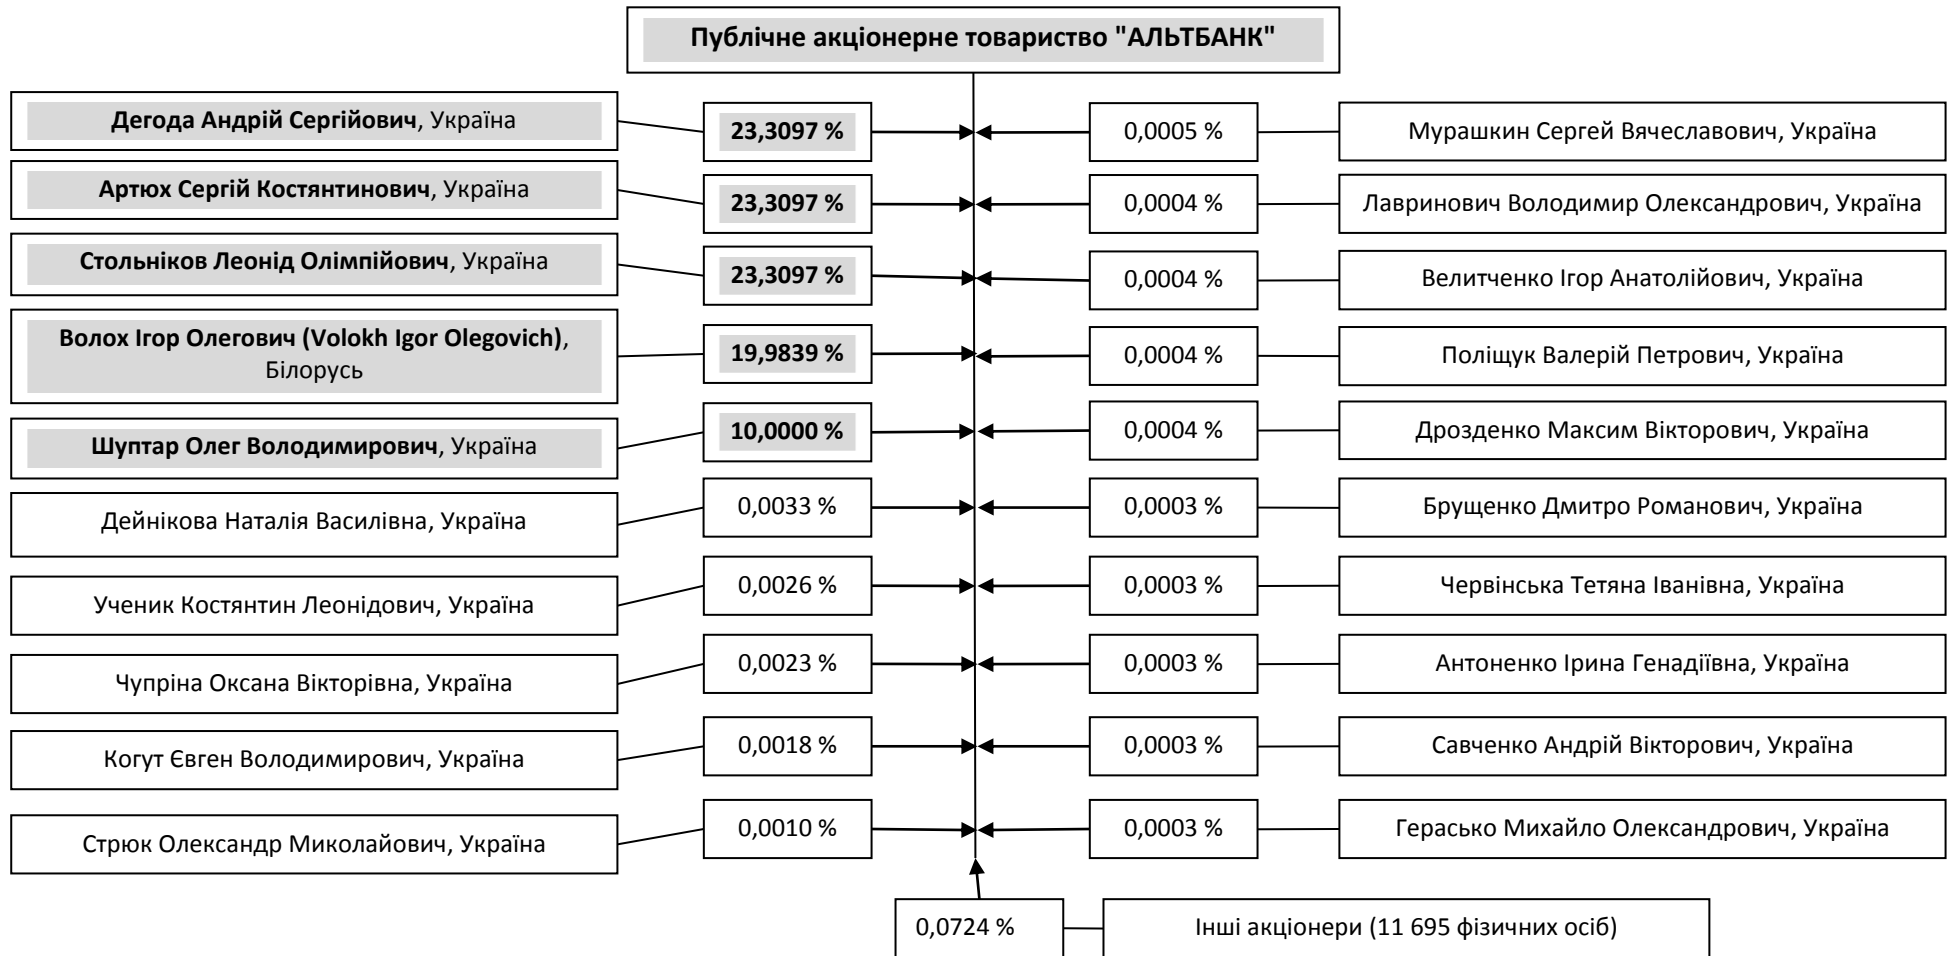 Публічне акціонерне товариство "АЛЬТБАНК"
Дегода Андрій Сергійович, Україна
23,3097 %
0,0005 %
Мурашкин Сергей Вячеславович, Україна
Артюх Сергій Костянтинович, Україна
23,3097 %
0,0004 %
Лавринович Володимир Олександрович, Україна
Стольніков Леонід Олімпійович, Україна
23,3097 %
0,0004 %
Велитченко Ігор Анатолійович, Україна
Волох Ігор Олегович (Volokh Igor Olegovich),
Білорусь
19,9839 %
0,0004 %
Поліщук Валерій Петрович, Україна
Шуптар Олег Володимирович, Україна
10,0000 %
0,0004 %
Дрозденко Максим Вікторович, Україна
Дейнікова Наталія Василівна, Україна
0,0033 %
0,0003 %
Брущенко Дмитро Романович, Україна
Ученик Костянтин Леонідович, Україна
0,0026 %
0,0003 %
Червінська Тетяна Іванівна, Україна
Чупріна Оксана Вікторівна, Україна
0,0023 %
0,0003 %
Антоненко Ірина Генадіївна, Україна
Когут Євген Володимирович, Україна
0,0018 %
0,0003 %
Савченко Андрій Вікторович, Україна
Стрюк Олександр Миколайович, Україна
0,0010 %
0,0003 %
Герасько Михайло Олександрович, Україна
0,0724 %
Інші акціонери (11 695 фізичних осіб)